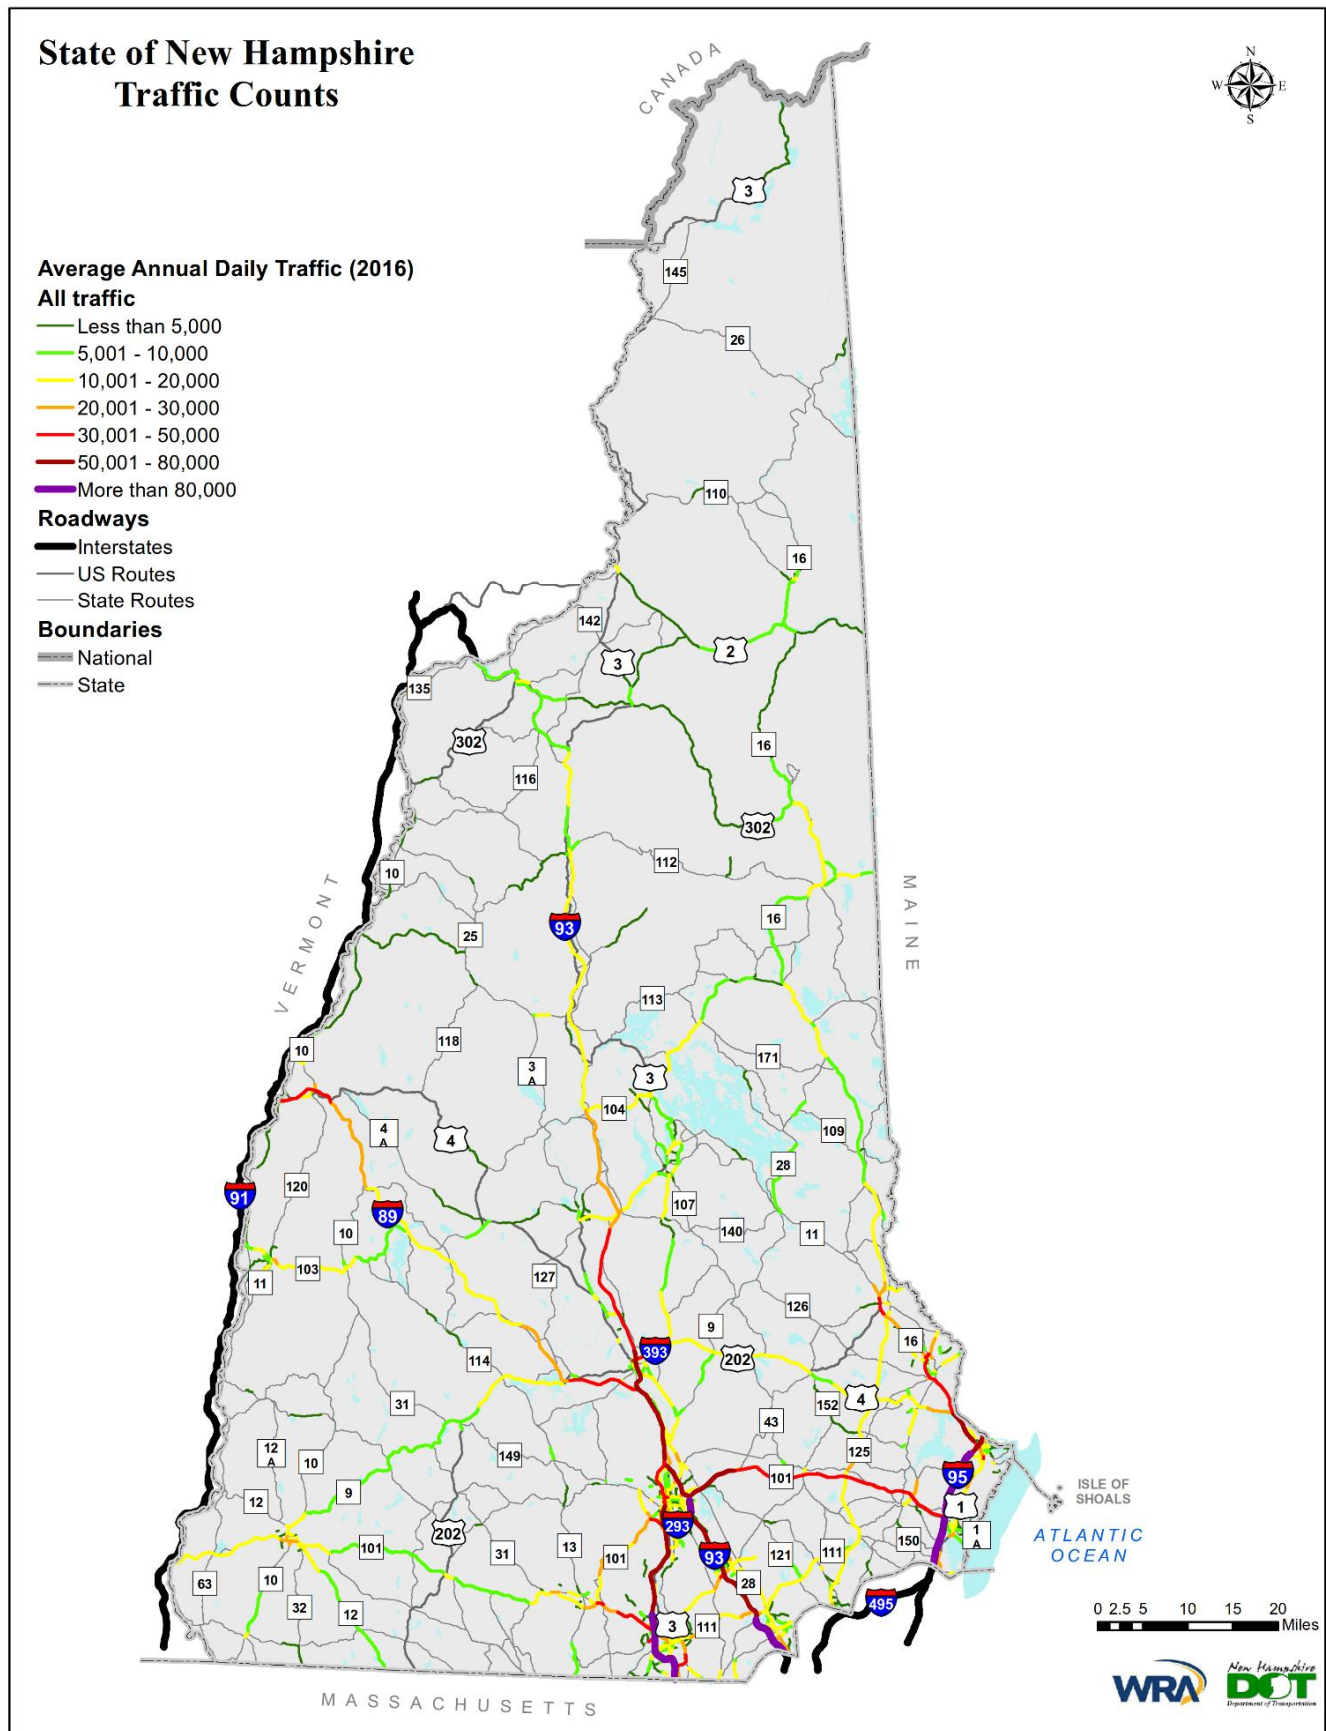 State of New Hampshire
Traffic Counts
CANADA
N
W E
S
3
145
Average Annual Daily Traffic (2016)
All traffic
Less than 5,000
5,001 - 10,000
10,001 - 20,000
20,001 - 30,000
30,001 - 50,000
50,001 - 80,000
More than 80,000
Roadways
Interstates
US Routes
State Routes
Boundaries
National
State
26
110
16
142
2
3
135
302
16
116
302
112
10
VERMONT
MAINE
93
16
25
113
118
10
171
3
A
3
104
4
A
4
109
28
120
91
107
89
10
140
11
103
11
127
126
9
16
393
202
114
31
4
152
43
12
A
10
149
125
101
95
9
12
1
ISLE OF
SHOALS
202
293
1
A
ATLANTIC
OCEAN
101
31
13
101
93
121
111
150
63
10
32
12
28
495
3
111
0 2.5 5 10 15 20
Miles
MASSACHUSETTS
WRA
New Hampshire
DOT
Department of Transportation